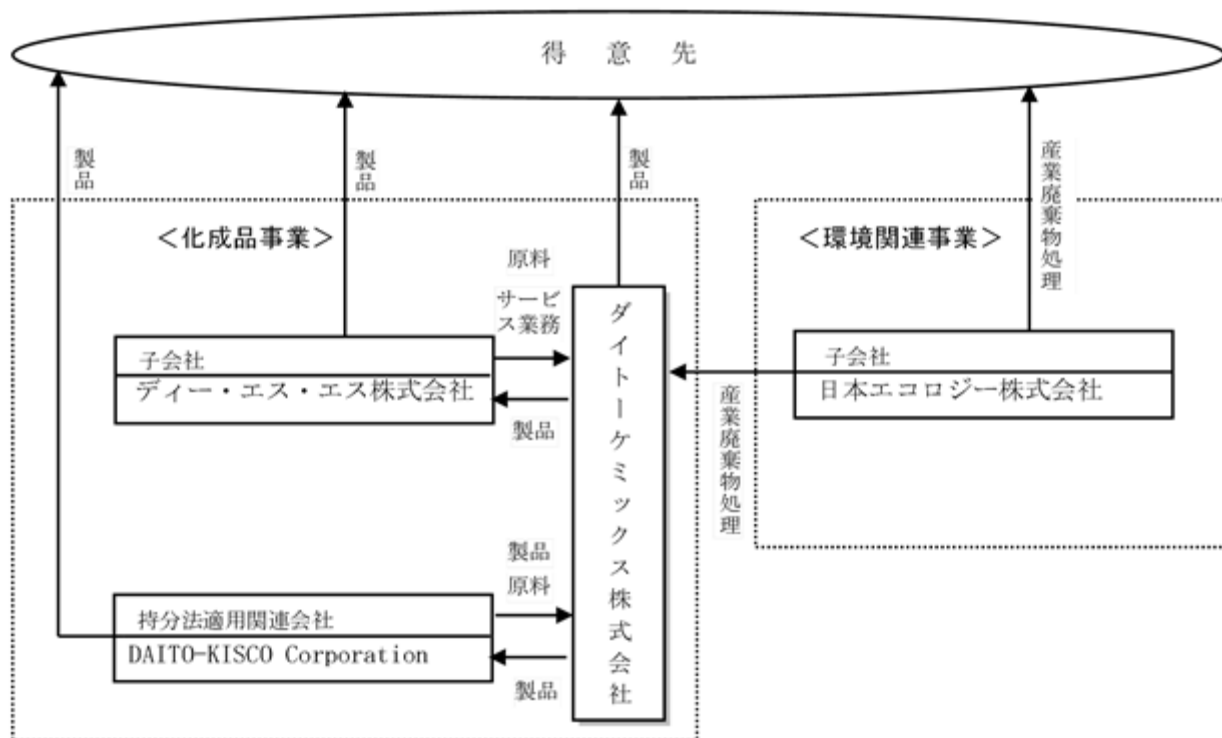 得意先
製品
製品
製品
産業廃棄物処理
＜化成品事業＞
＜環境関連事業＞
原料
サービ
ス業務
子会社
ディー・エス・エス株式会社
製品
ダイトーケミックス株式会社
産業廃棄物処理
子会社
日本エコロジー株式会社
製品
原料
持分法適用関連会社
DAITO-KISCO Corporation
製品